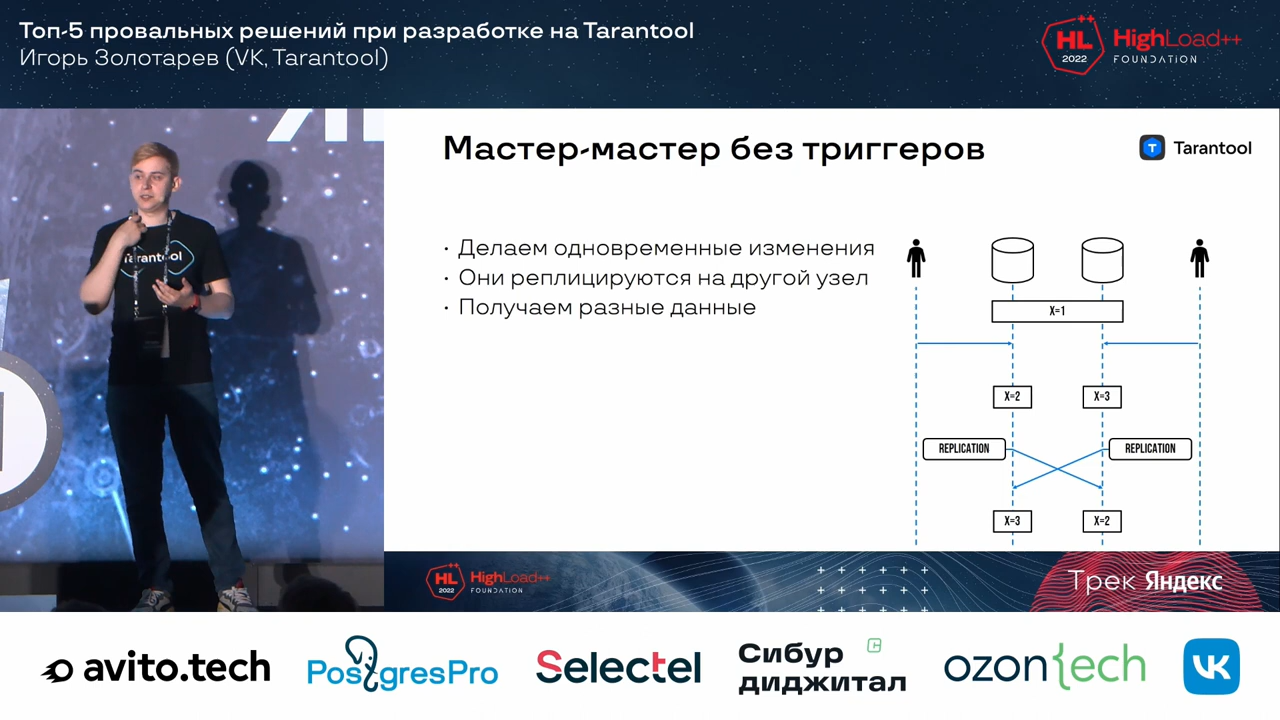 Топ-5 провальных решений при разработке на Tarantool
Игорь Золотарев (VK, Tarantool)
HL
2022
HighLoad++
FOUNDATION
Tarantool
Мастер-мастер без триггеров
Tarantool
· Делаем одновременные изменения
· Они реплицируются на другой узел
· Получаем разные данные
X=1
X=2
X=3
REPLICATION
REPLICATION
X=3
X=2
HL
2022
HighLoad++
FOUNDATION
Трек Яндекс
avito.tech
PostgresPro
Selectel
Сибур
диджитал
ozon{ech
VK